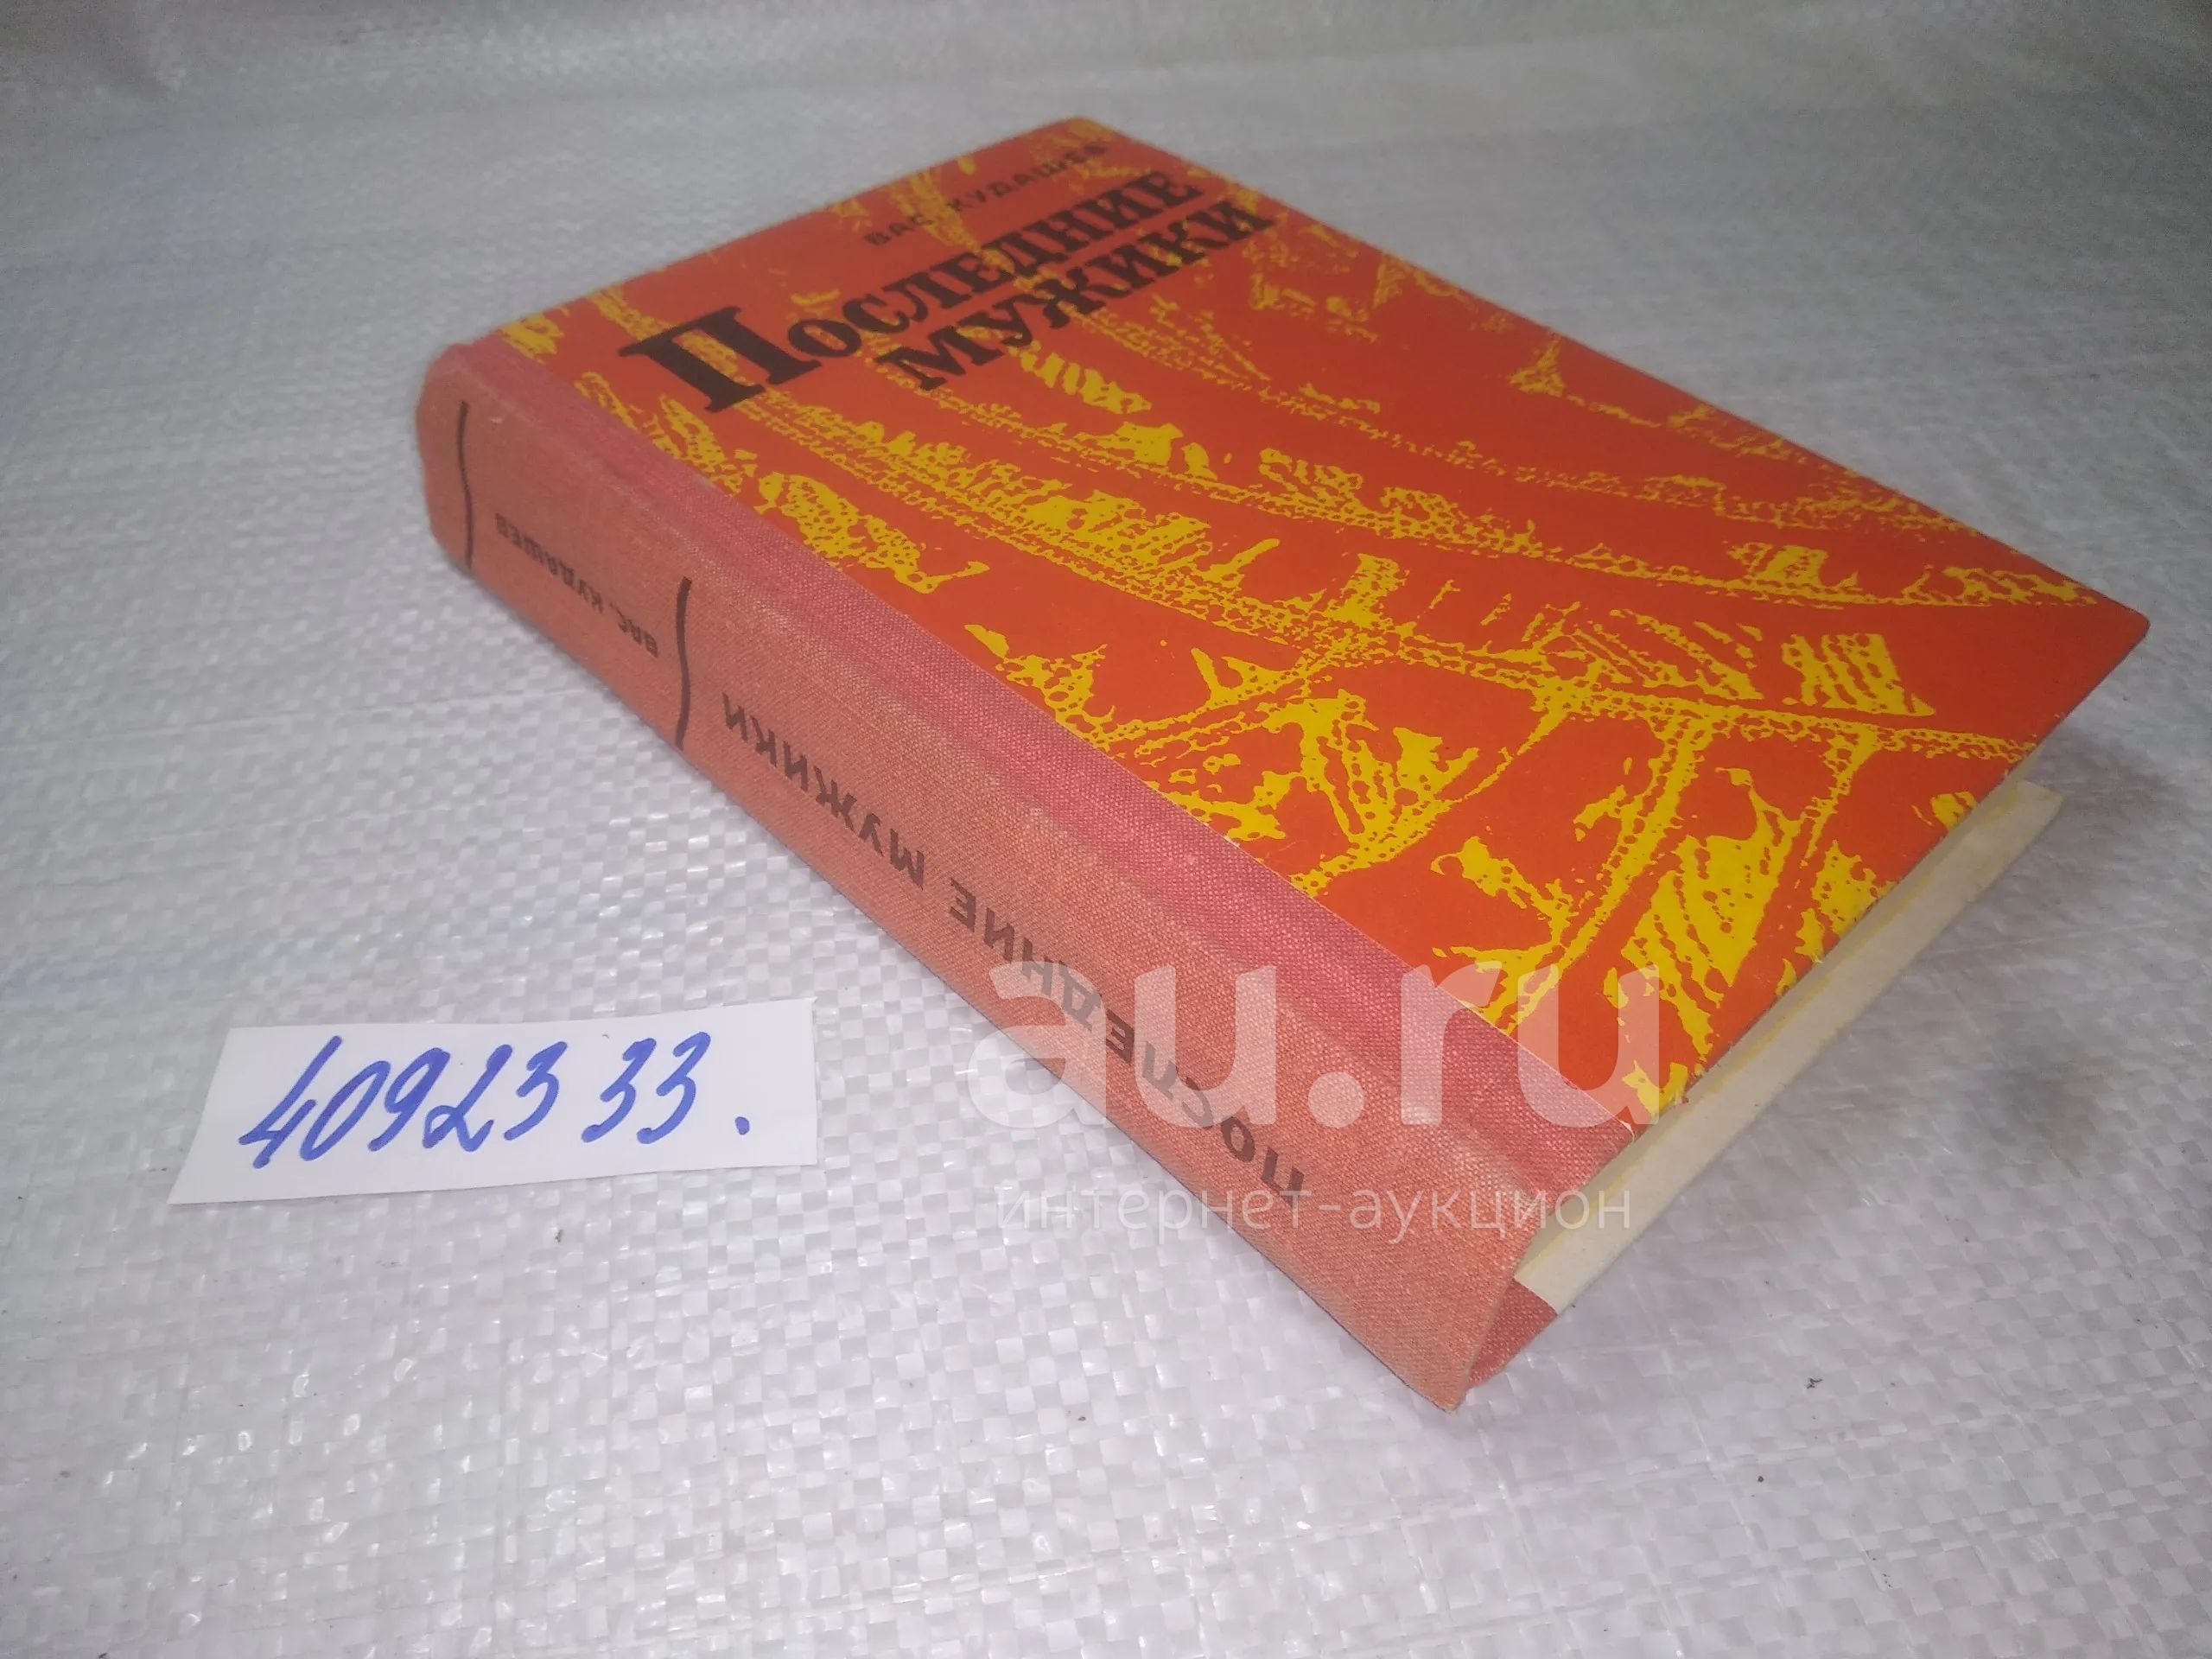 ВАС. КУДАШЕВ
ПОСЛЕДНИЕ
МУЖИКИ
ВАС. КУДАШЕВ
ПОСЛЕДНИЕ МУЖИКИ
4092333.
au.ru
интернет-аукцион